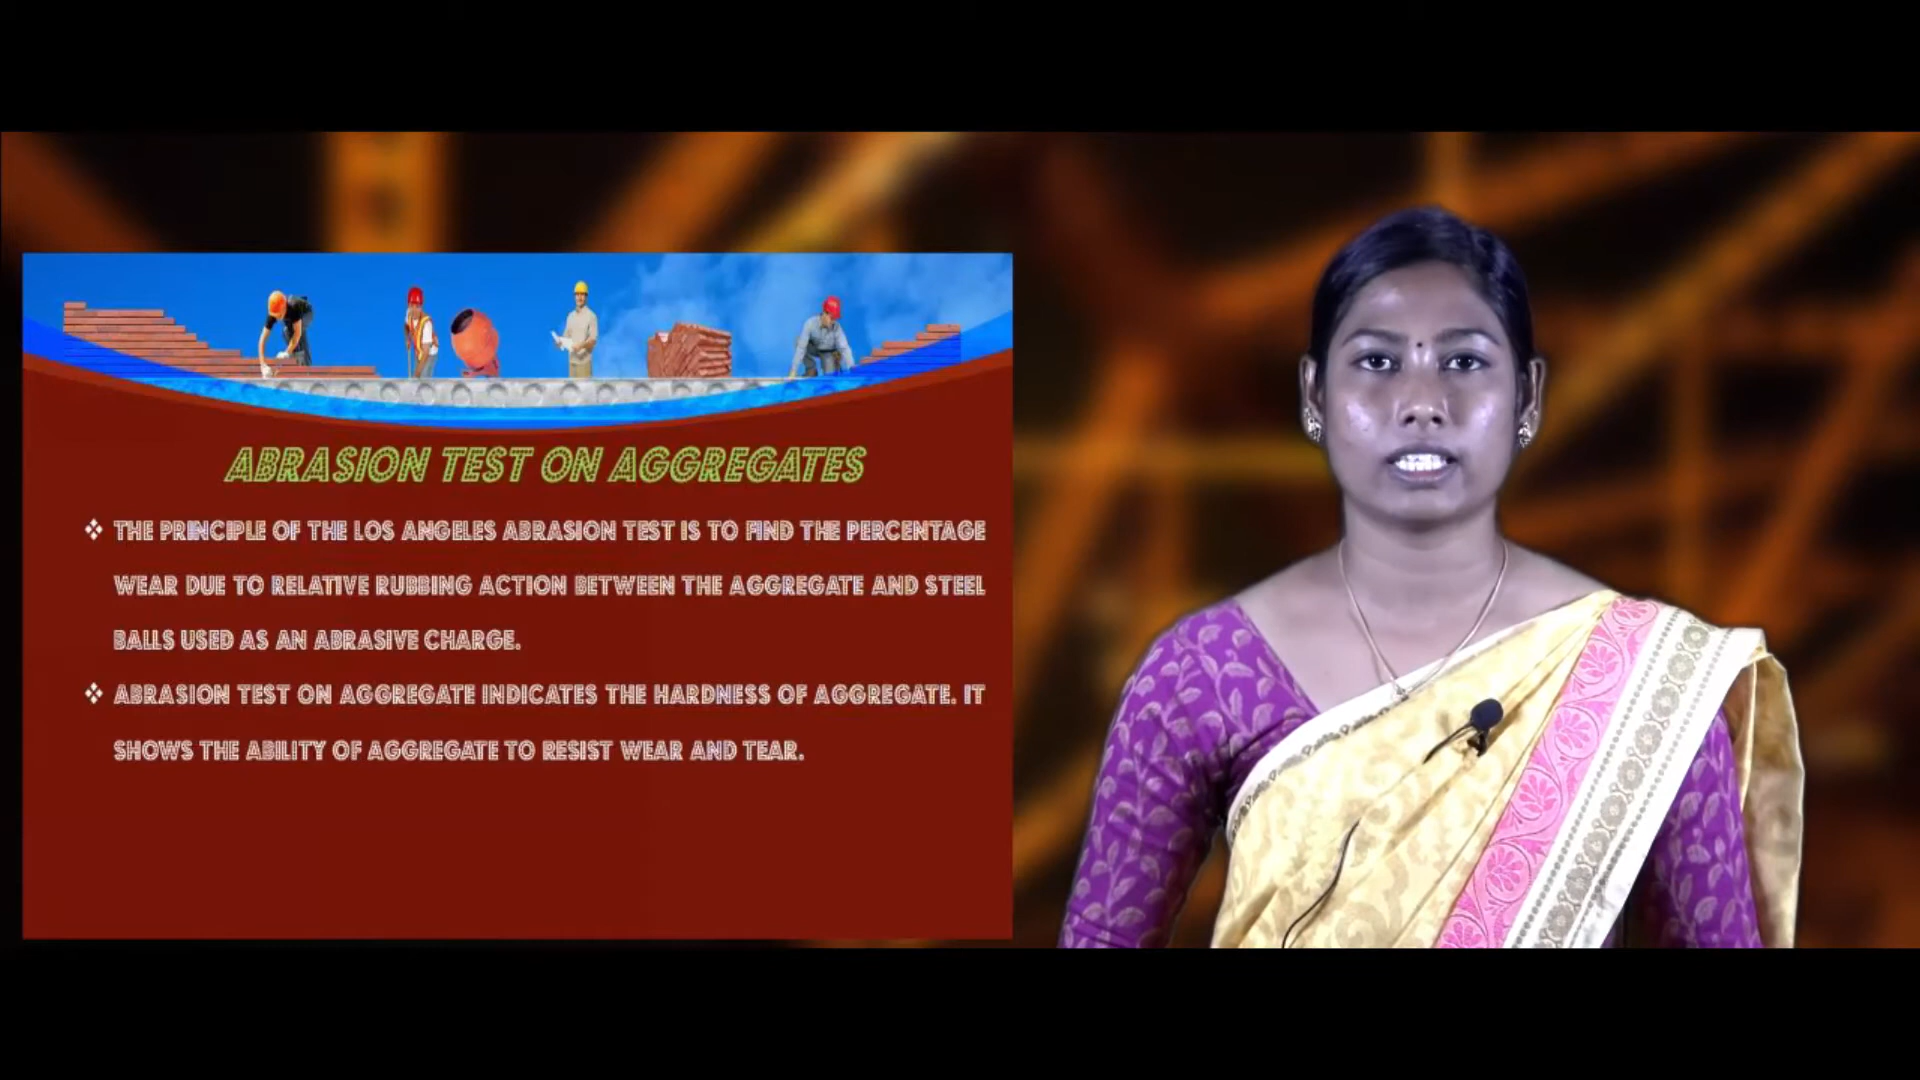 ABRASION TEST ON AGGREGATES
❖ THE PRINCIPLE OF THE LOS ANGELES ABRASION TEST IS TO FIND THE PERCENTAGE
WEAR DUE TO RELATIVE RUBBING ACTION BETWEEN THE AGGREGATE AND STEEL
BALLS USED AS AN ABRASIVE CHARGE.
❖ ABRASION TEST ON AGGREGATE INDICATES THE HARDNESS OF AGGREGATE. IT
SHOWS THE ABILITY OF AGGREGATE TO RESIST WEAR AND TEAR.